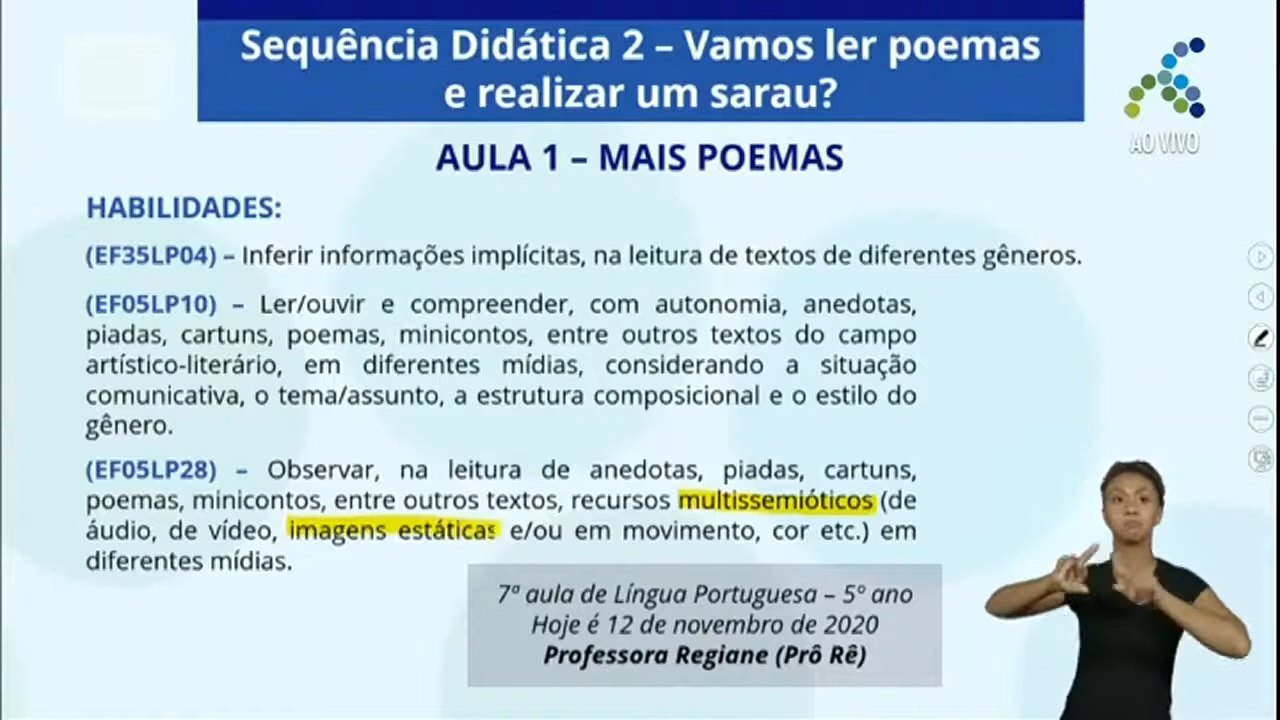 Sequência Didática 2 – Vamos ler poemas
e realizar um sarau?
AO VIVO
AULA 1 – MAIS POEMAS
HABILIDADES:
(EF35LP04) – Inferir informações implícitas, na leitura de textos de diferentes gêneros.
(EF05LP10) – Ler/ouvir e compreender, com autonomia, anedotas,
piadas, cartuns, poemas, minicontos, entre outros textos do campo
artístico-literário, em diferentes mídias, considerando a situação
comunicativa, o tema/assunto, a estrutura composicional e o estilo do
gênero.
(EF05LP28) – Observar, na leitura de anedotas, piadas, cartuns,
poemas, minicontos, entre outros textos, recursos multissemióticos (de
áudio, de vídeo, imagens estáticas e/ou em movimento, cor etc.) em
diferentes mídias.
7ª aula de Língua Portuguesa – 5º ano
Hoje é 12 de novembro de 2020
Professora Regiane (Prô Rê)